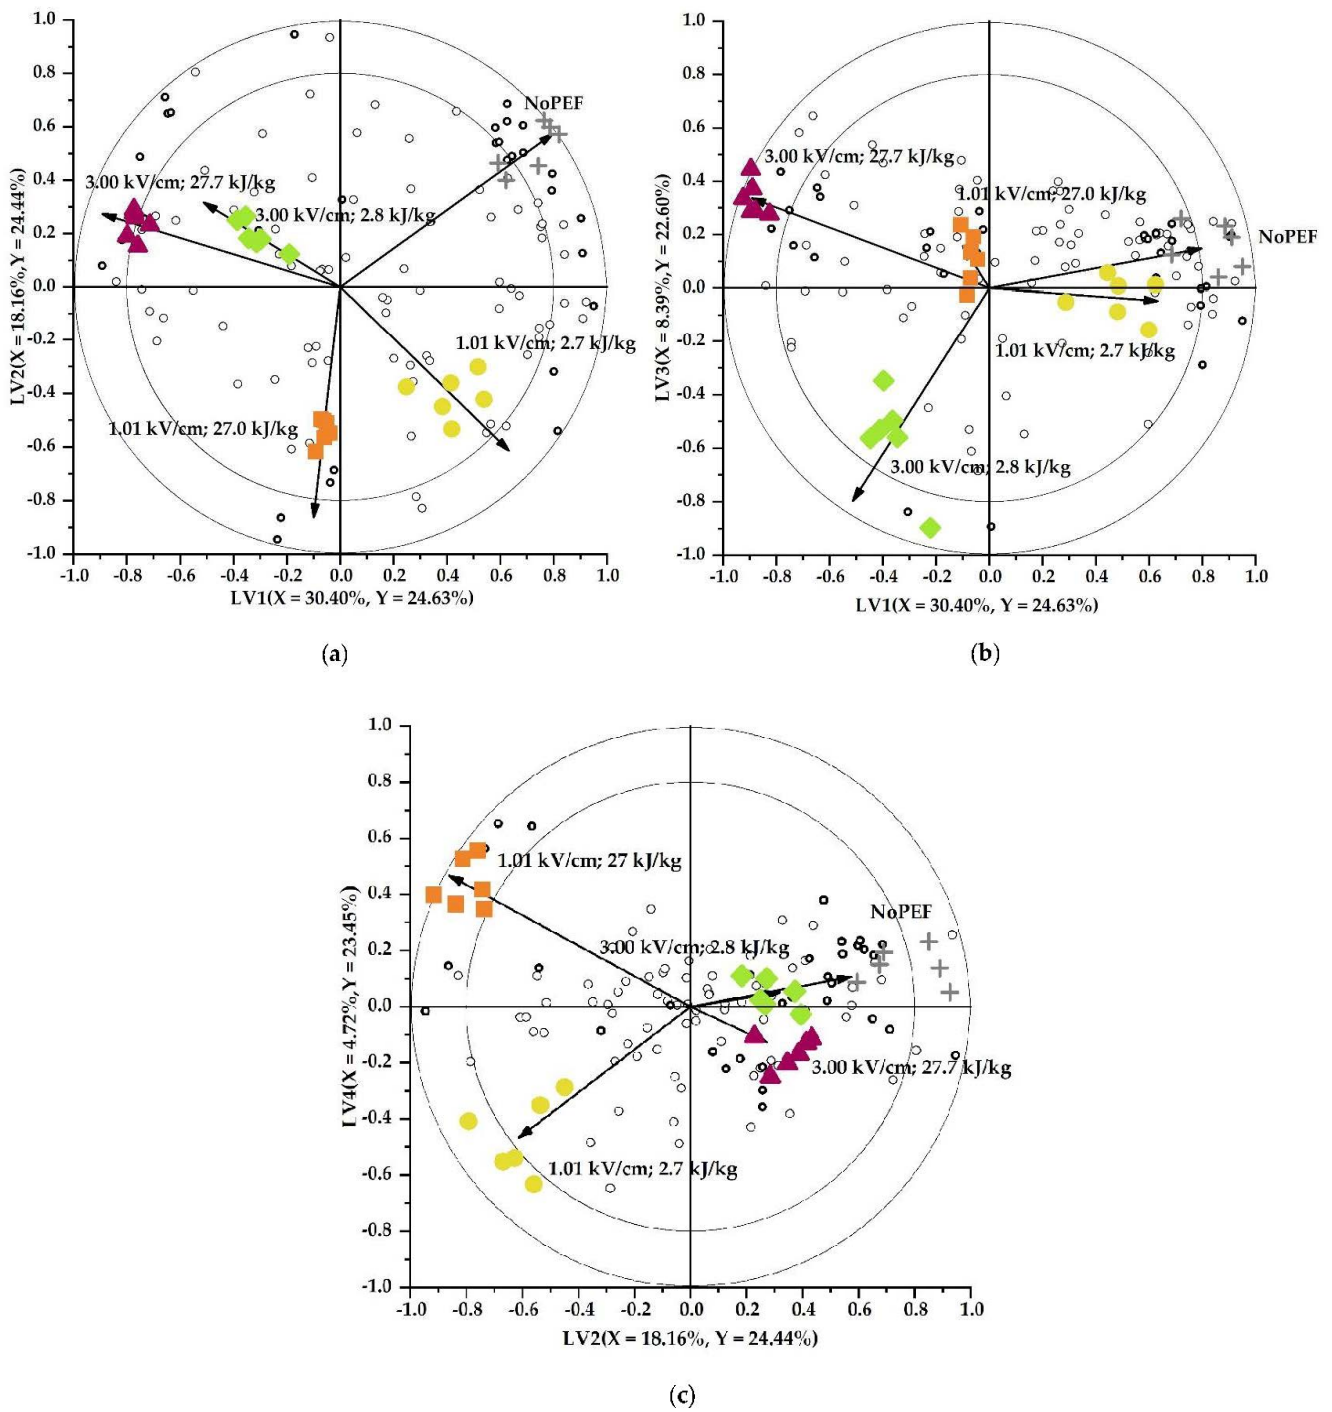 1.0
0.8
0.6
0.4
0.2
0.0
-0.2
-0.4
-0.6
-0.8
-1.0
LV2(X = 18.16%,Y = 24.44%)
NoPEF
3.00 kV/cm; 27.7 kJ/kg
3.00 kV/cm; 2.8 kJ/kg
1.01 kV/cm; 2.7 kJ/kg
1.01 kV/cm; 27.0 kJ/kg
-1.0 -0.8 -0.6 -0.4 -0.2 0.0 0.2 0.4 0.6 0.8 1.0
LV1(X = 30.40%, Y = 24.63%)
(a)
1.0
0.8
0.6
0.4
0.2
0.0
-0.2
-0.4
-0.6
-0.8
-1.0
LV3(X = 8.39%,Y = 22.60%)
3.00 kV/cm; 27.7 kJ/kg
1.01 kV/cm; 27.0 kJ/kg
NoPEF
1.01 kV/cm; 2.7 kJ/kg
3.00 kV/cm; 2.8 kJ/kg
-1.0 -0.8 -0.6 -0.4 -0.2 0.0 0.2 0.4 0.6 0.8 1.0
LV1(X = 30.40%, Y = 24.63%)
(b)
1.0
0.8
0.6
0.4
0.2
0.0
-0.2
-0.4
-0.6
-0.8
-1.0
LV4(X = 4.72%,Y = 23.45%)
1.01 kV/cm; 27 kJ/kg
NoPEF
3.00 kV/cm; 2.8 kJ/kg
3.00 kV/cm; 27.7 kJ/kg
1.01 kV/cm; 2.7 kJ/kg
-1.0 -0.8 -0.6 -0.4 -0.2 0.0 0.2 0.4 0.6 0.8 1.0
LV2(X = 18.16%, Y = 24.44%)
(c)